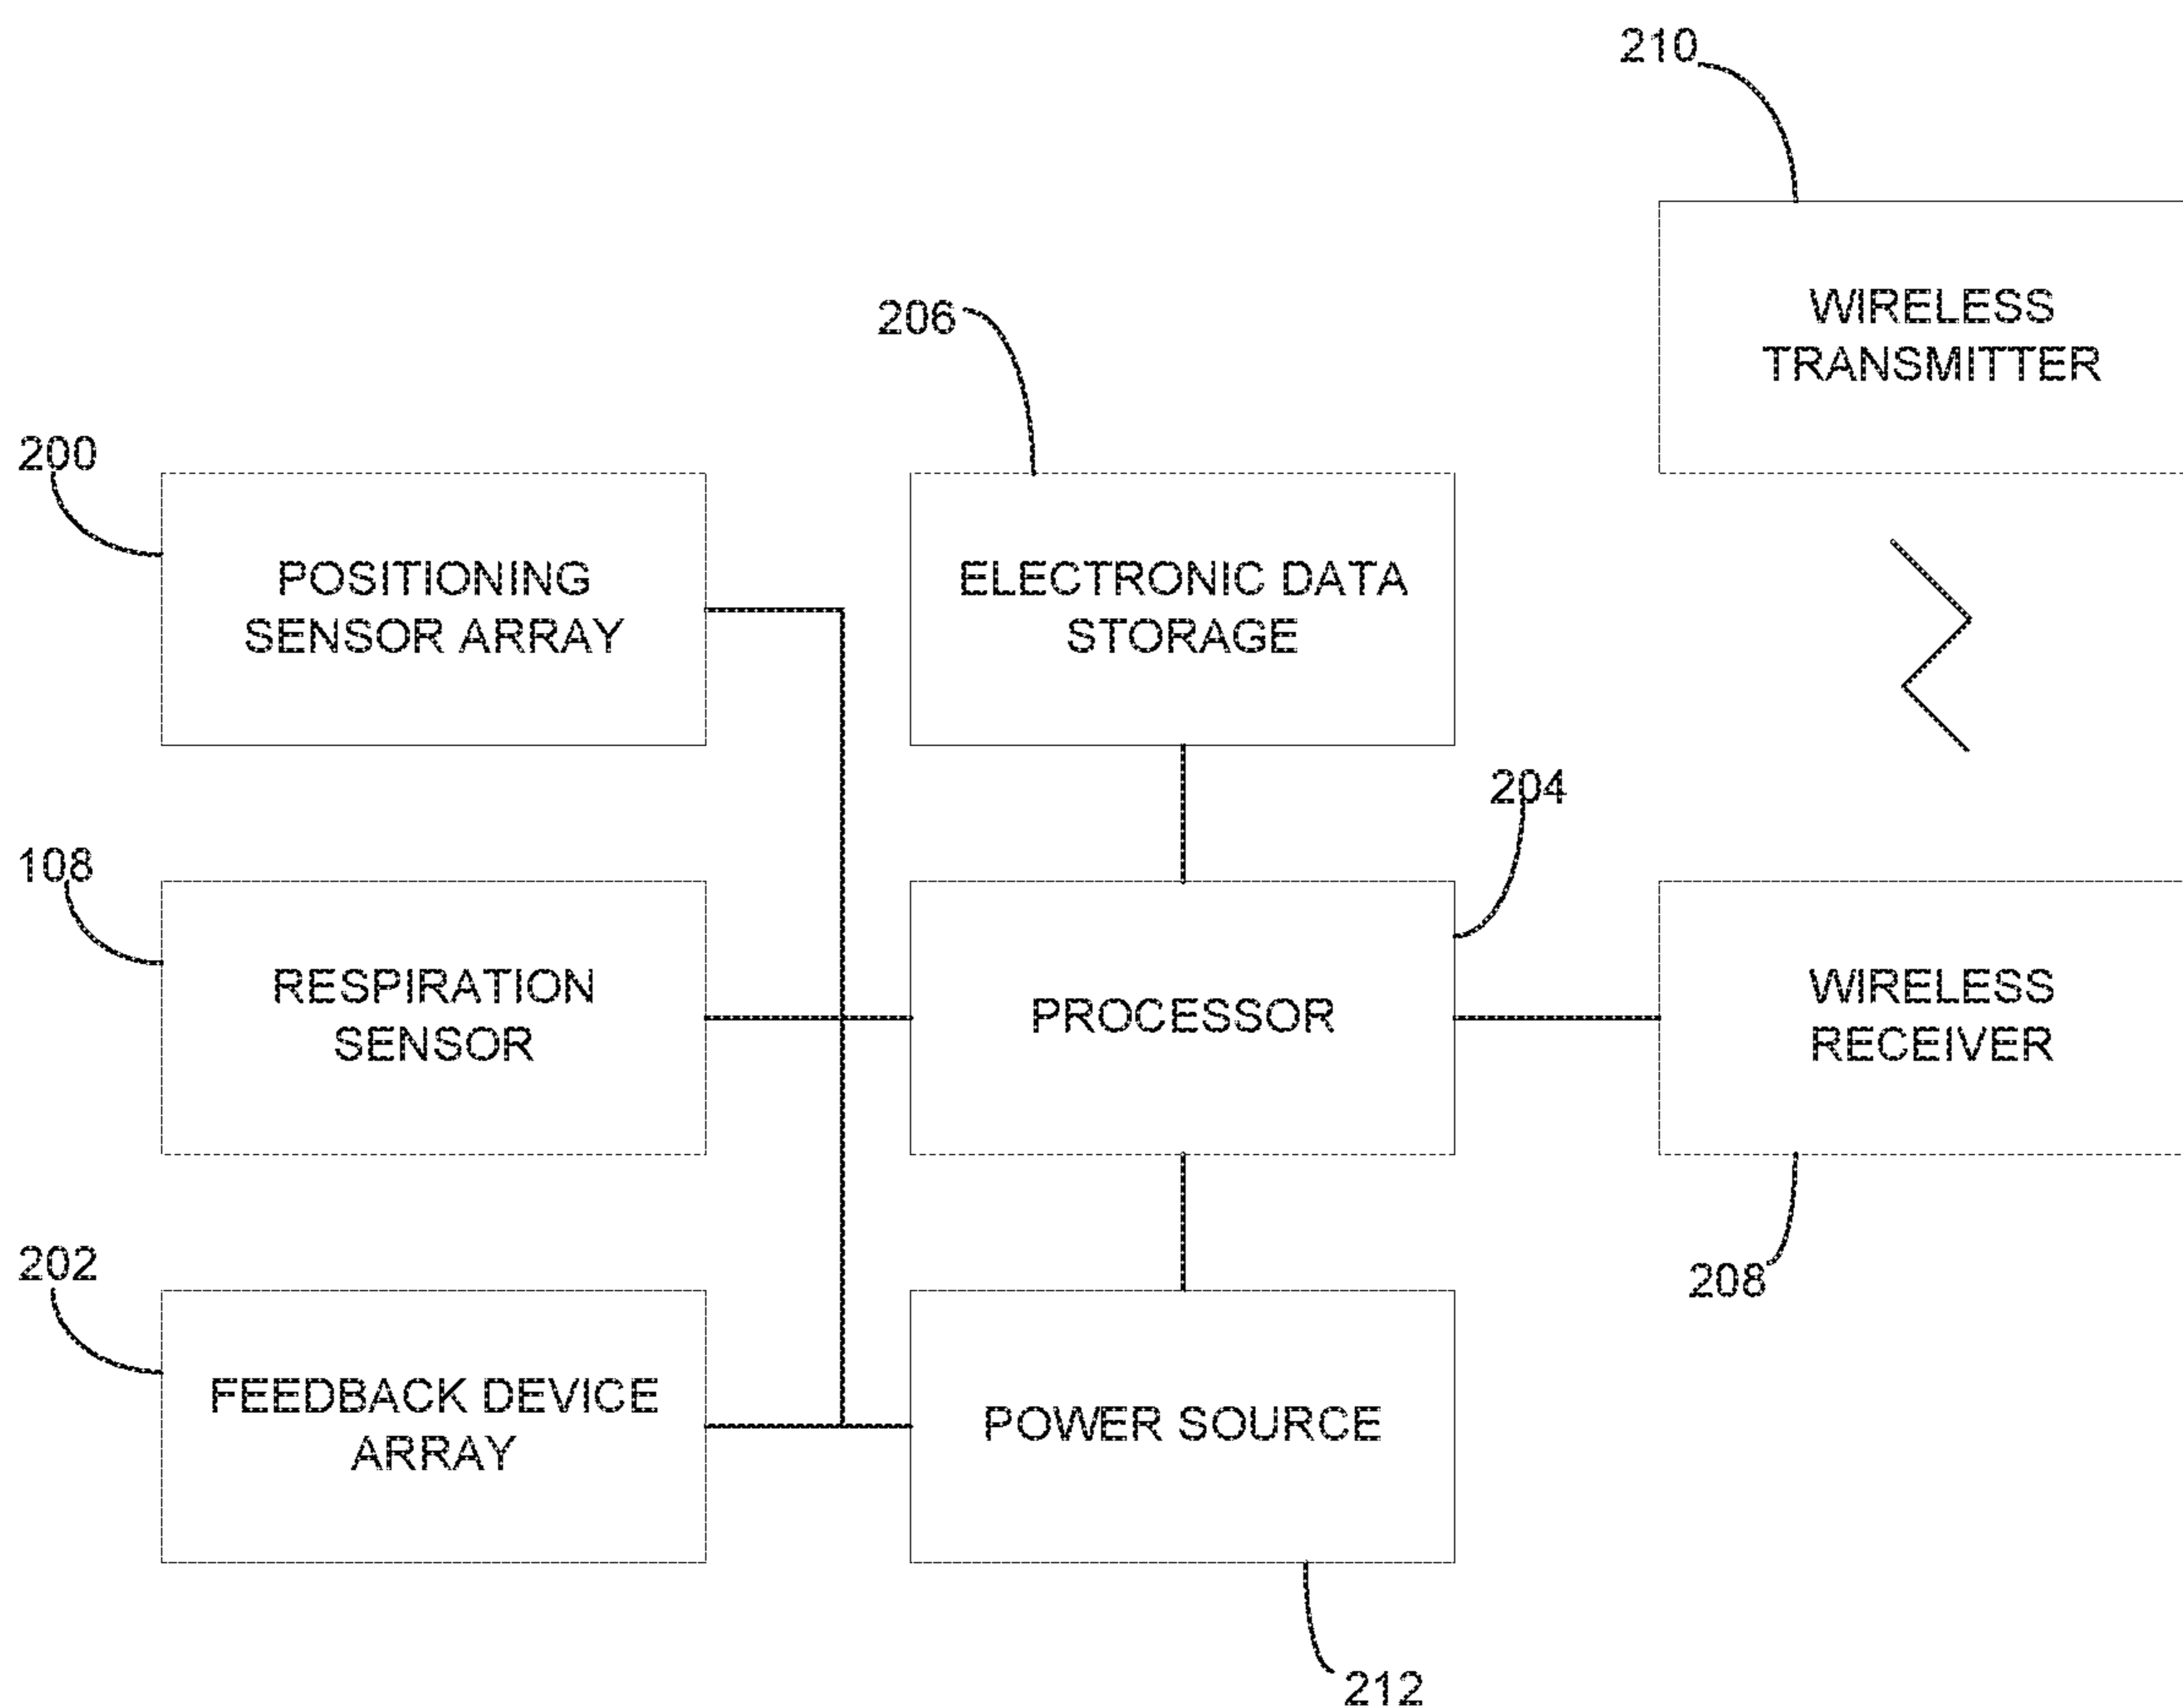 210
WIRELESS
TRANSMITTER
206
ELECTRONIC DATA
STORAGE
200
POSITIONING
SENSOR ARRAY
204
108
RESPIRATION
SENSOR
PROCESSOR
WIRELESS
RECEIVER
208
202
FEEDBACK DEVICE
ARRAY
POWER SOURCE
212